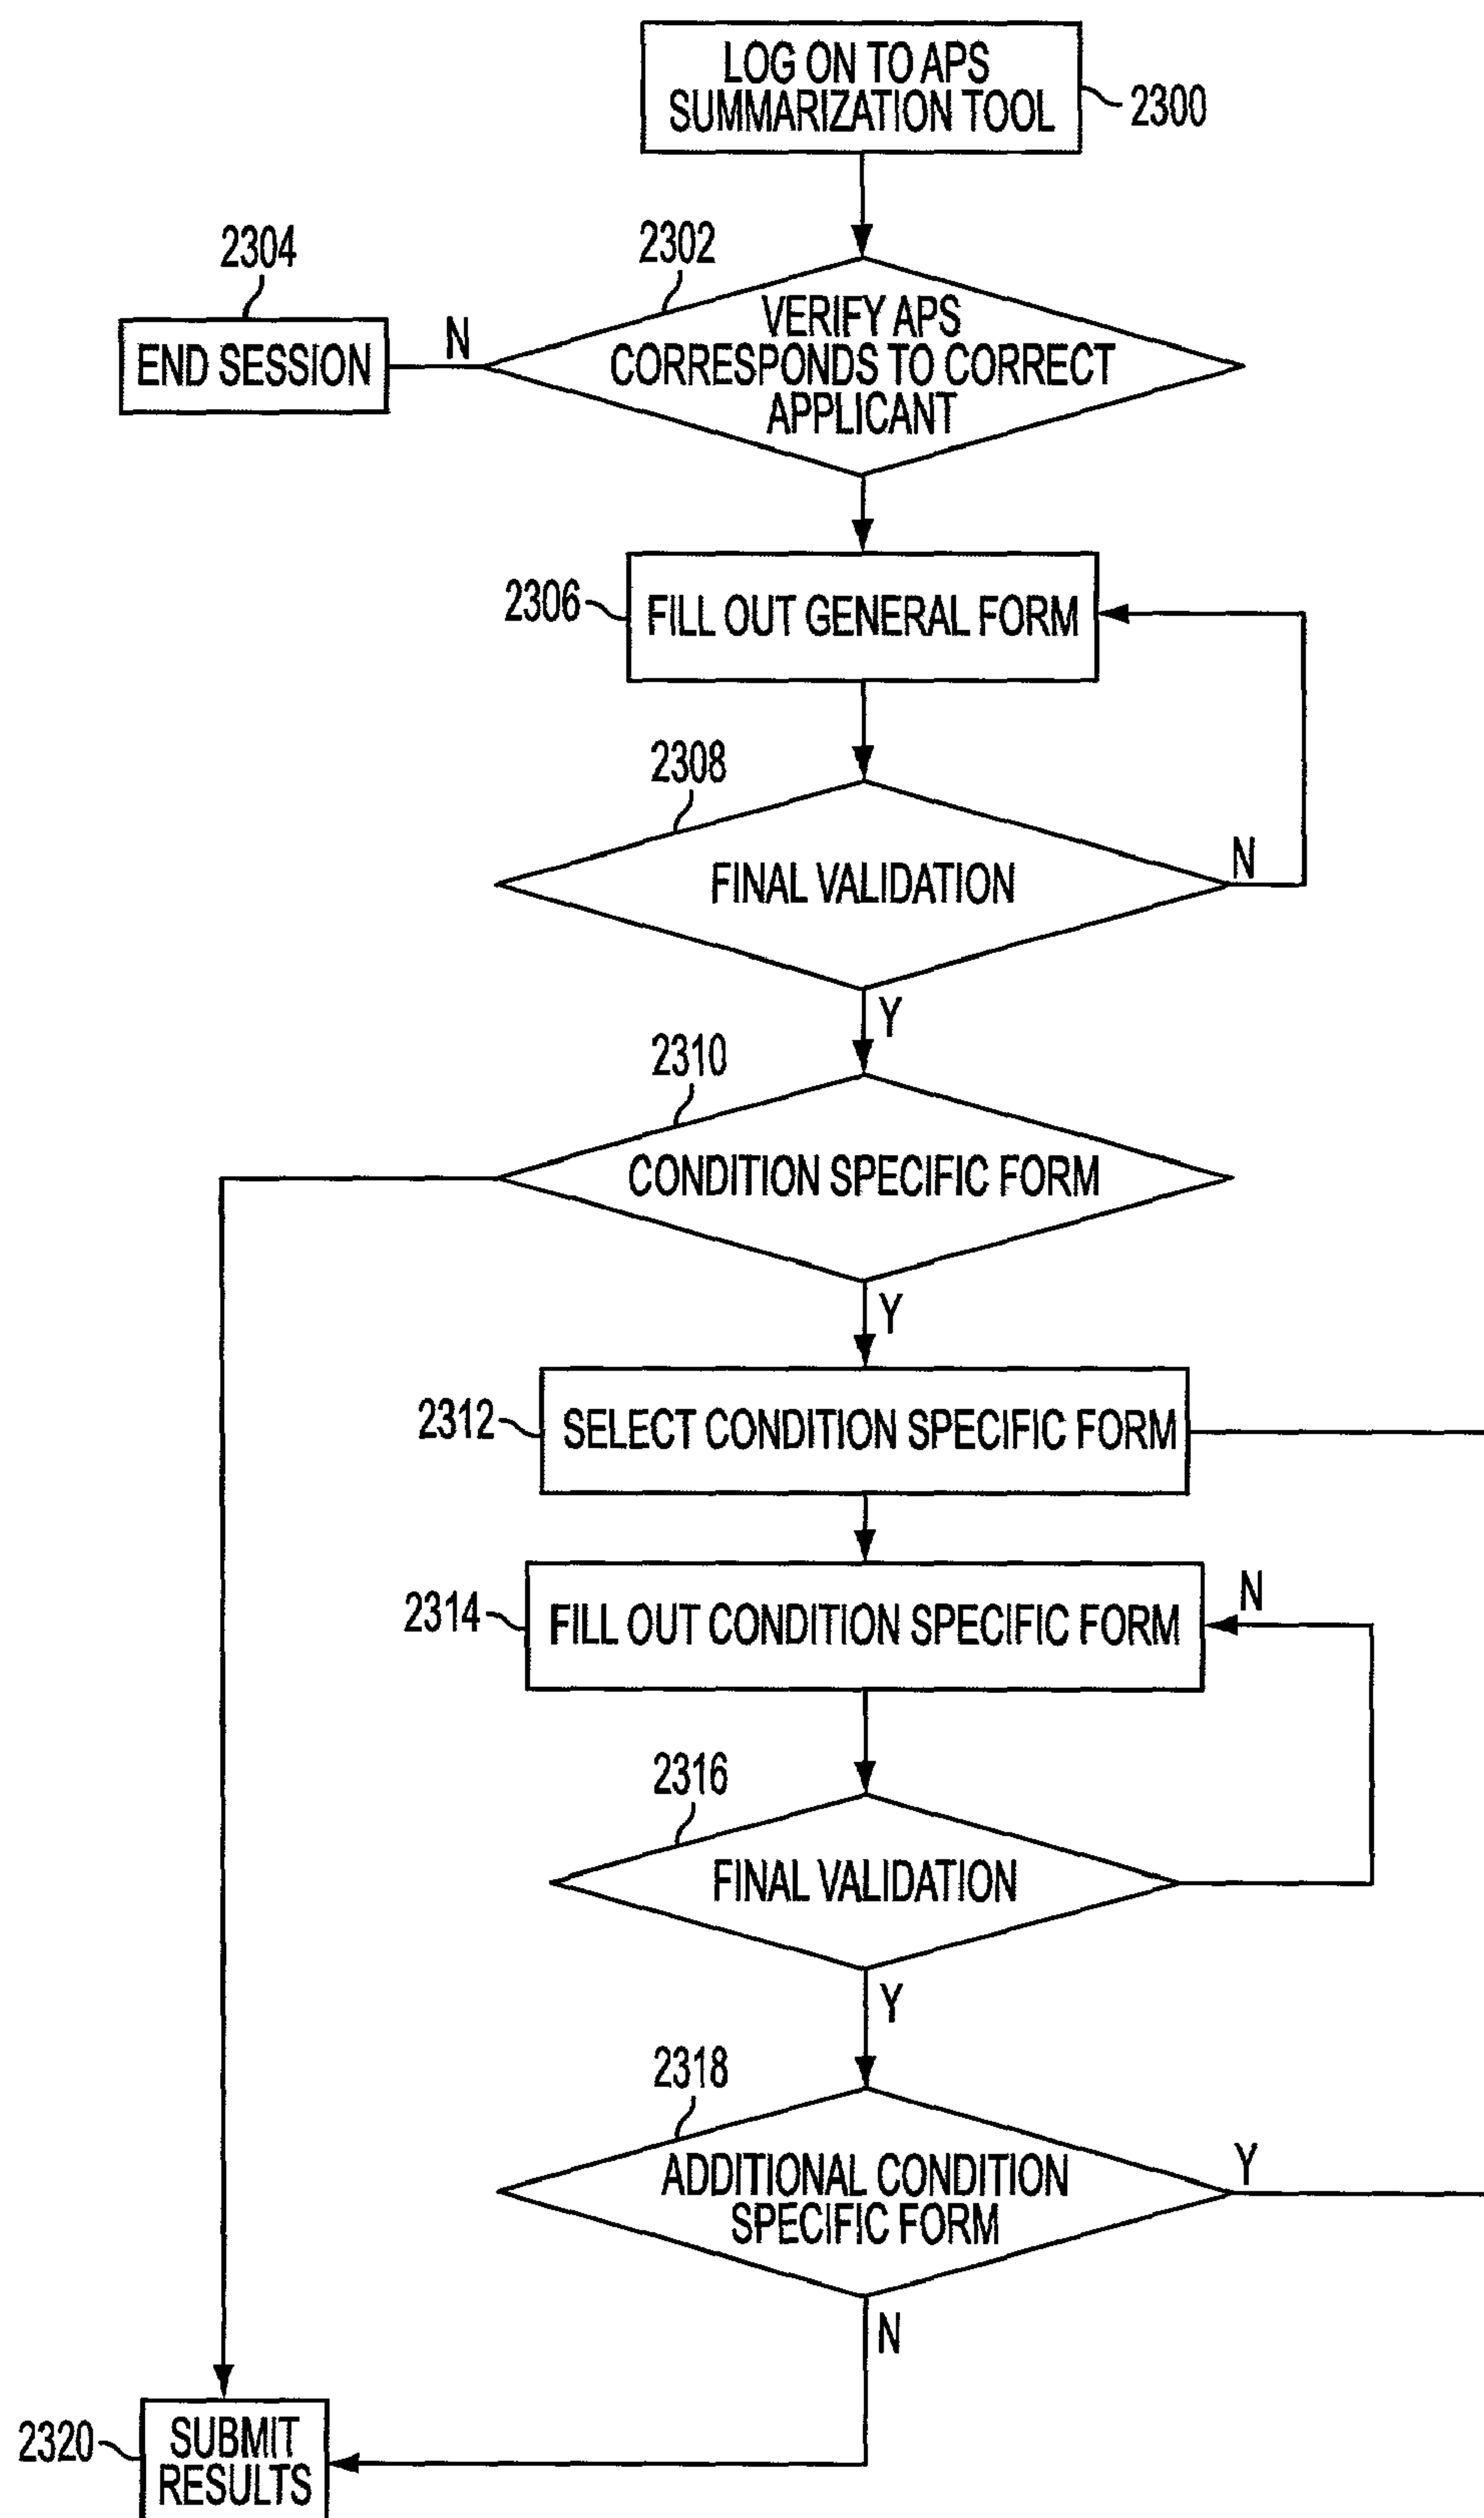 LOG ON TO APS
SUMMARIZATION TOOL
2300
2304
2302
END SESSION
N
VERIFY APS
CORRESPONDS TO CORRECT
APPLICANT
2306
FILL OUT GENERAL FORM
2308
FINAL VALIDATION
N
Y
2310
CONDITION SPECIFIC FORM
Y
2312
SELECT CONDITION SPECIFIC FORM
2314
FILL OUT CONDITION SPECIFIC FORM
N
2316
FINAL VALIDATION
Y
2318
ADDITIONAL CONDITION
SPECIFIC FORM
Y
N
2320
SUBMIT
RESULTS